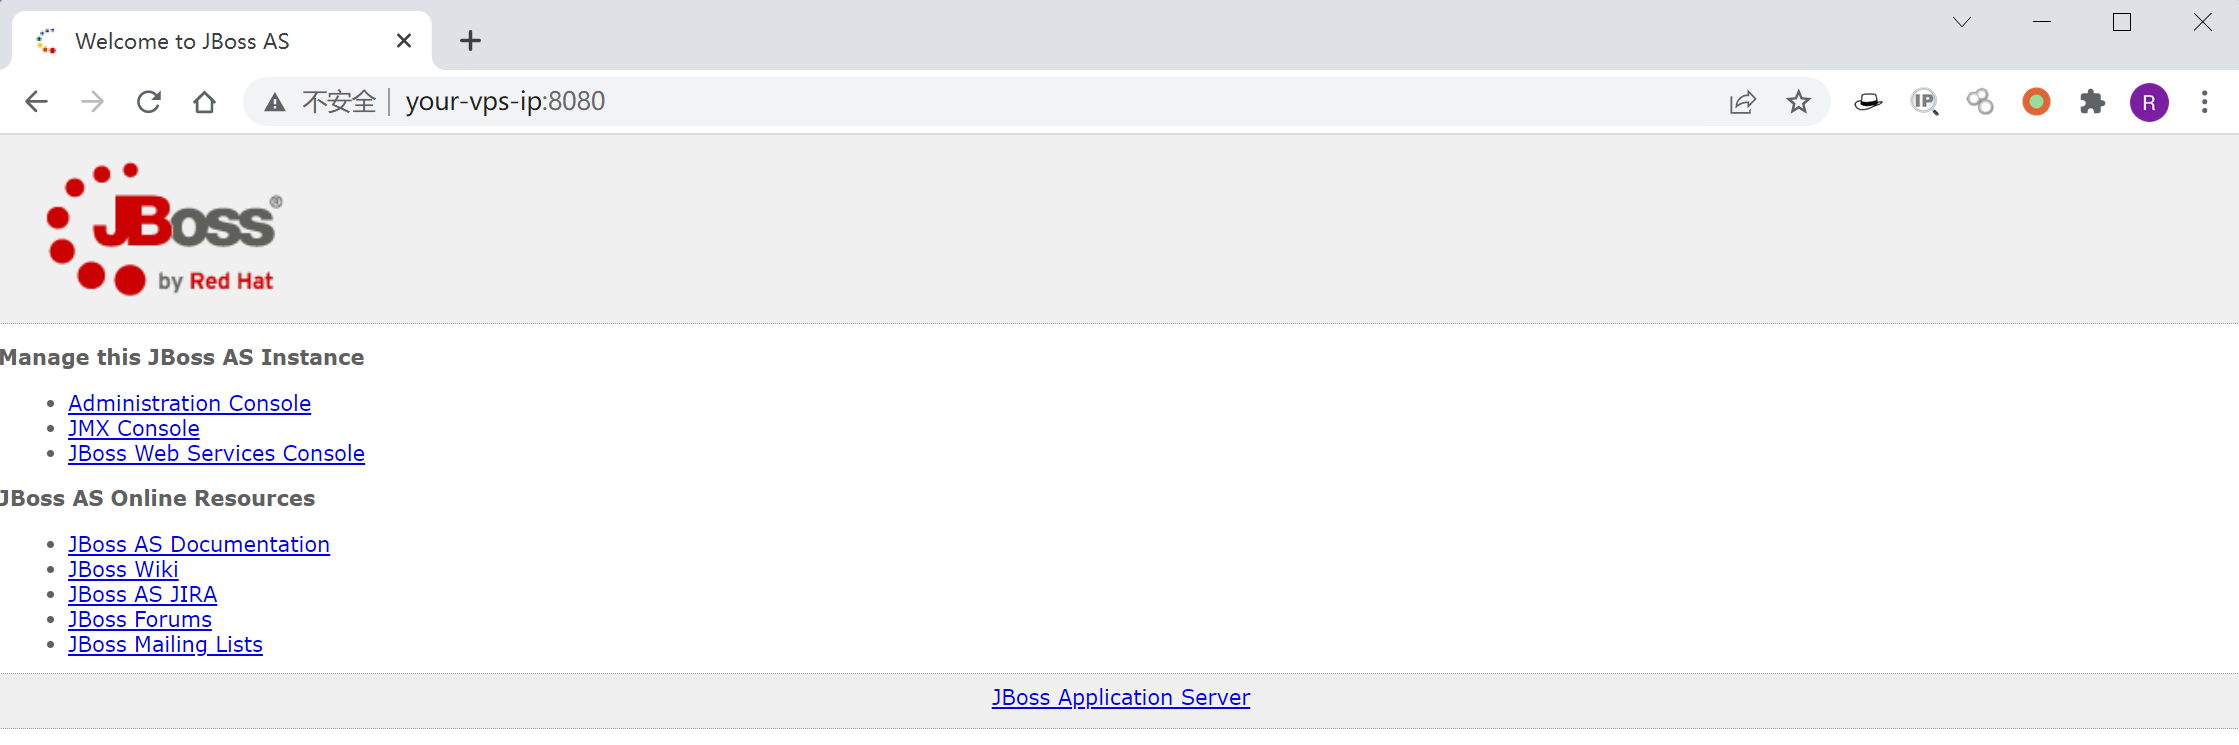 Welcome to JBoss AS
不安全 your-vps-ip:8080
IP
R
JBoss®
by Red Hat
Manage this JBoss AS Instance
Administration Console
JMX Console
JBoss Web Services Console
JBoss AS Online Resources
JBoss AS Documentation
JBoss Wiki
JBoss AS JIRA
JBoss Forums
JBoss Mailing Lists
JBoss Application Server